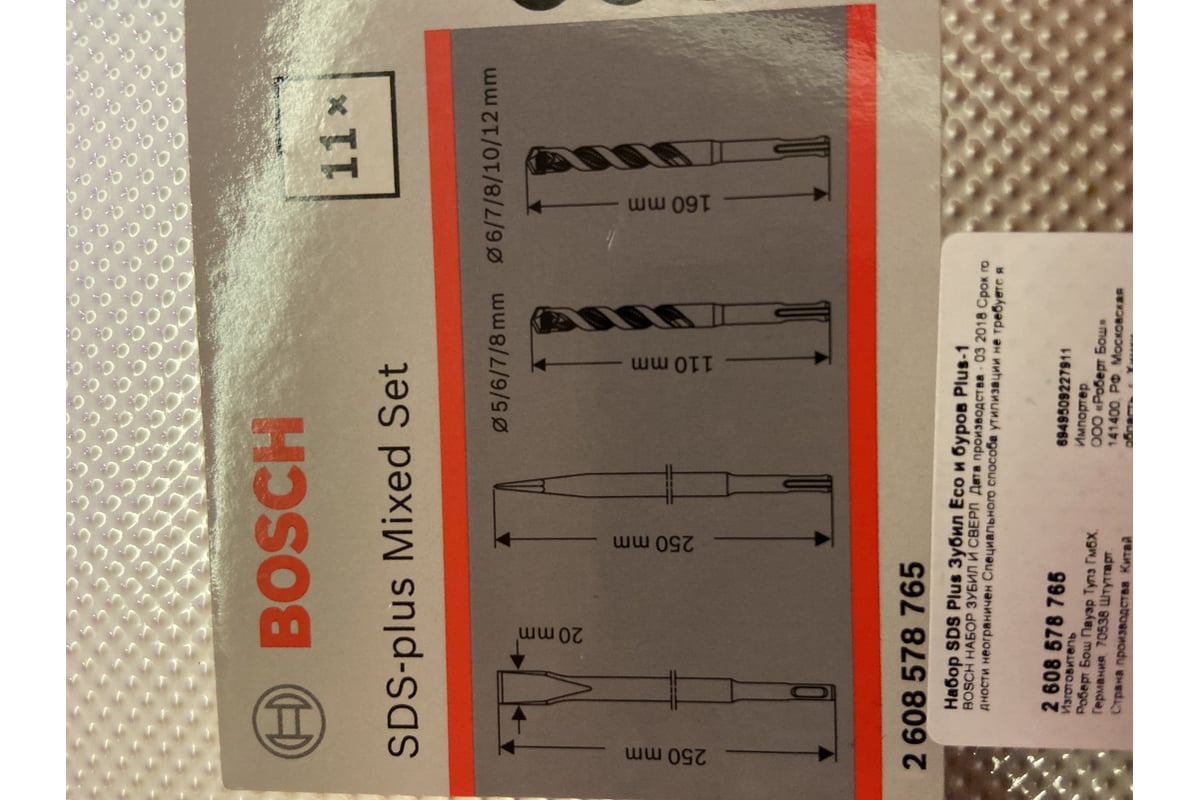 BOSCH
11 x
SDS-plus Mixed Set
20 mm
250 mm
250 mm
Ø 5/6/7/8 mm
110 mm
Ø 6/7/8/10/12 mm
160 mm
2 608 578 765
Набор SDS Plus Зубил Eco и буров Plus-1
BOSCH НАБОР ЗУБИЛ И СВЕРЛ Дата производства - 03 2018 Срок го
дности неограничен Специального способа утилизации не требуется
2 608 578 765
Изготовитель
Роберт Бош Пауэр Тулз ГмбХ,
Германия, 70538 Штутгарт.
Страна производства Китай
6949509227911
Импортер
ООО «Роберт Бош»
141400, РФ, Московская
область, г.